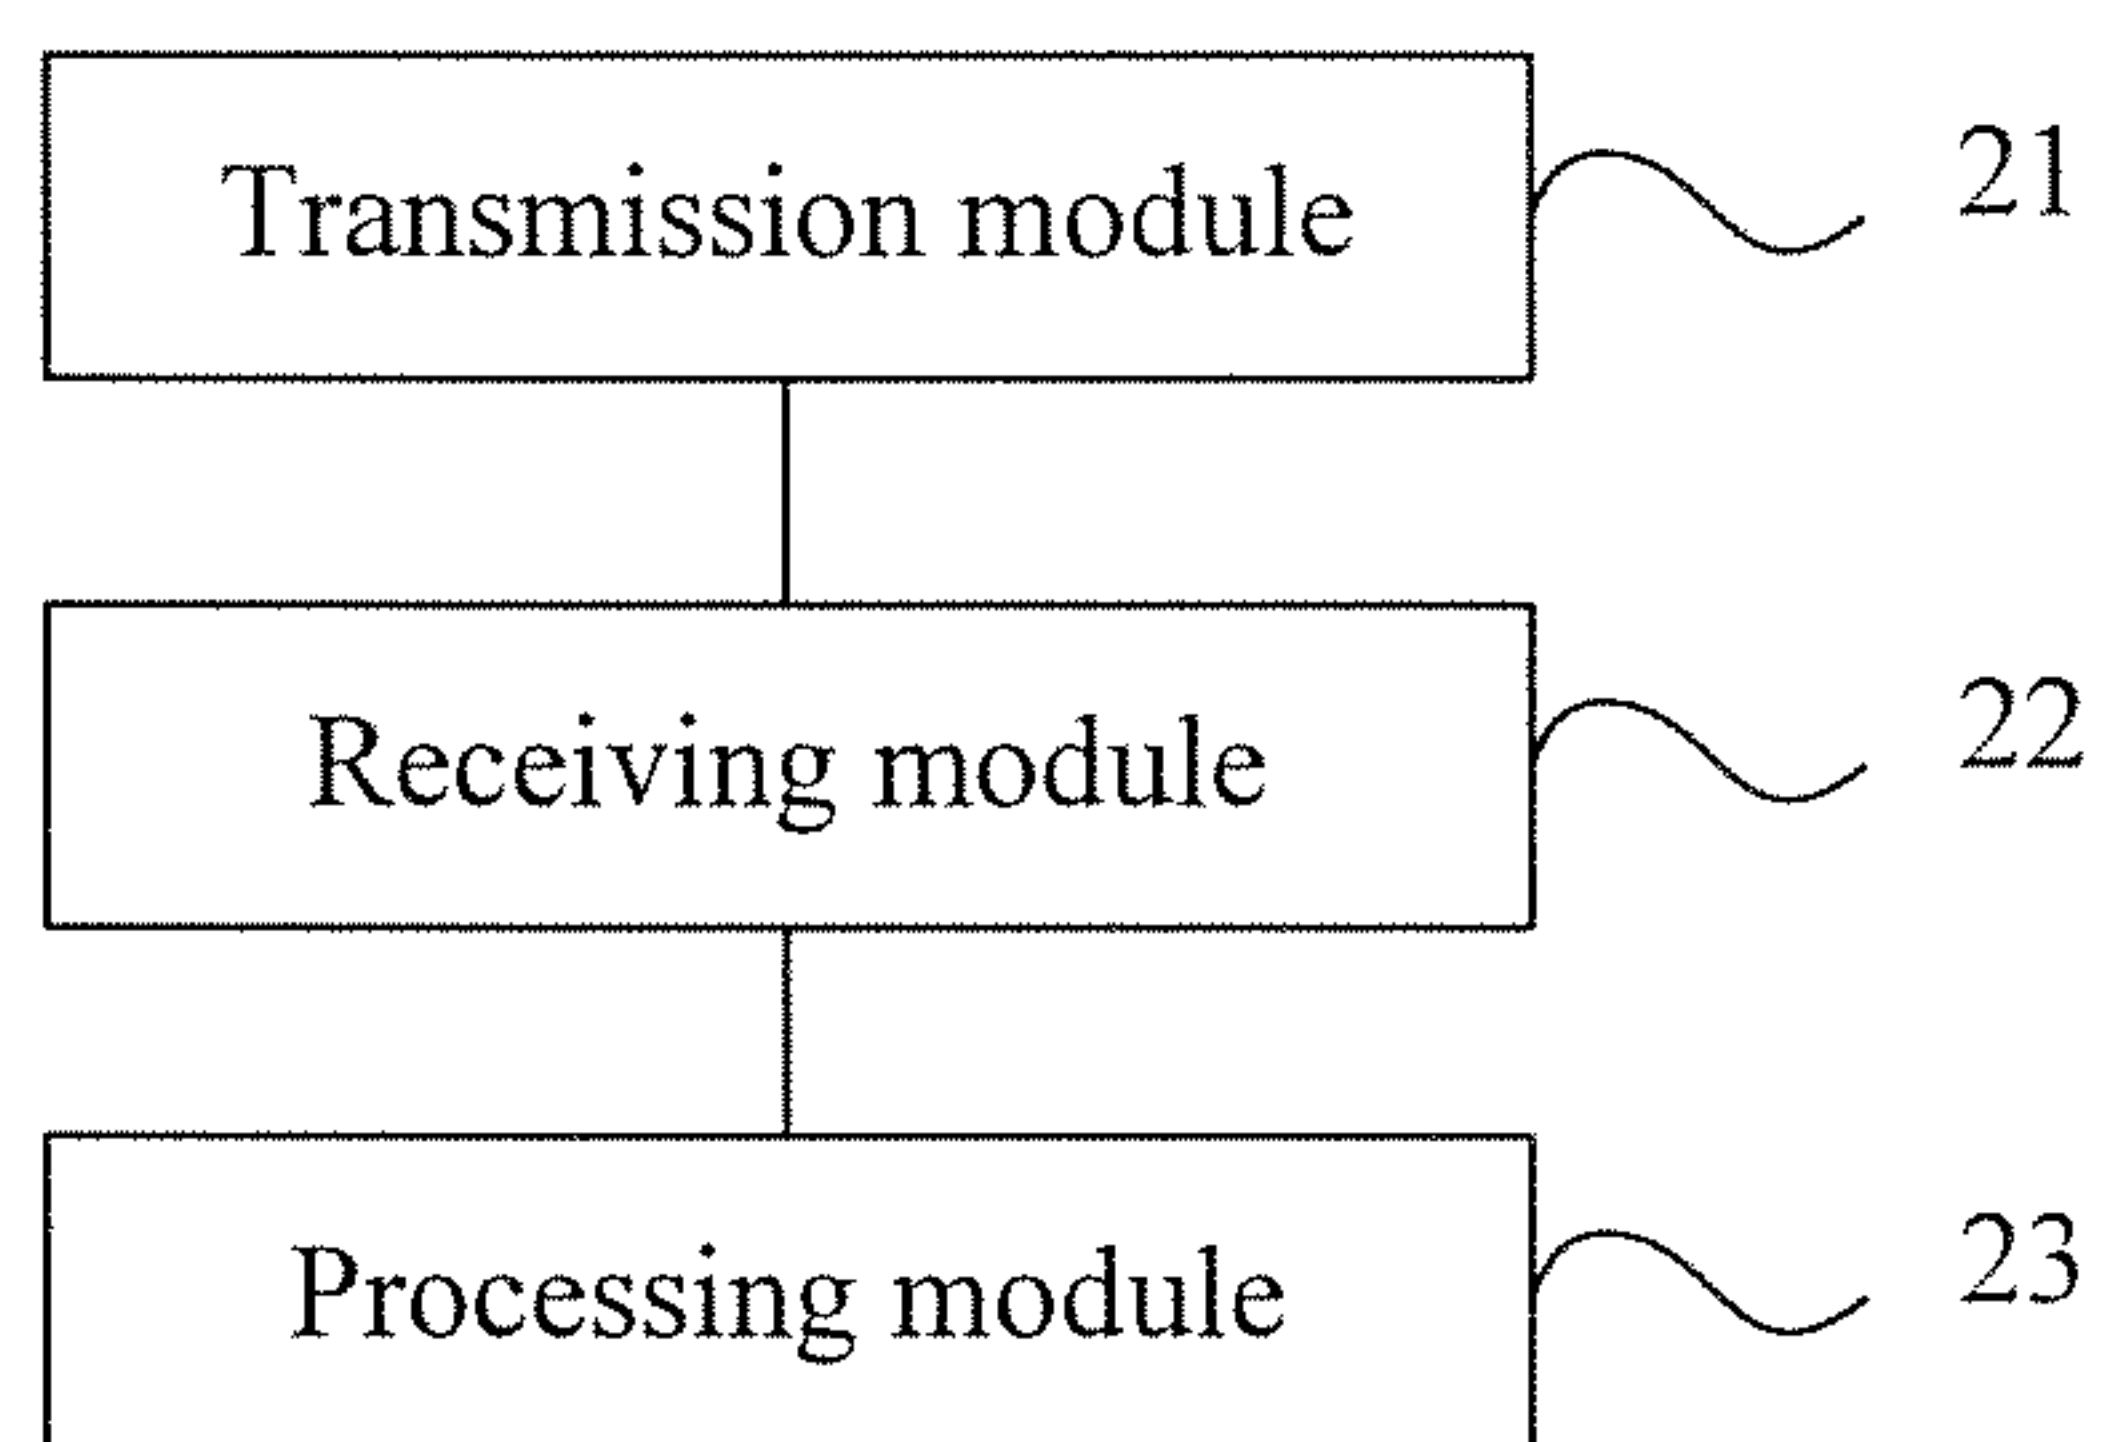 Transmission module 21
Receiving module 22
Processing module 23